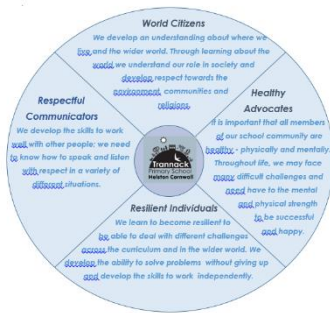 World Citizens
We develop an understanding about where we
live and the wider world. Through learning about the
world we understand our role in society and
develop respect towards the
environment, communities and
religions.
Respectful
Communicators
We develop the skills to work
well with other people; we need
to know how to speak and listen
with respect in a variety of
different situations.
Trannack
Primary School
Helston Cornwall
Healthy
Advocates
It is important that all members
of our school community are
healthy - physically and mentally.
Throughout life, we may face
many difficult challenges and
need have to the mental
and physical strength
to be successful
and happy.
Resilient Individuals
We learn to become resilient to
be able to deal with different challenges
across the curriculum and in the wider world. We
develop the ability to solve problems without giving up
and develop the skills to work independently.